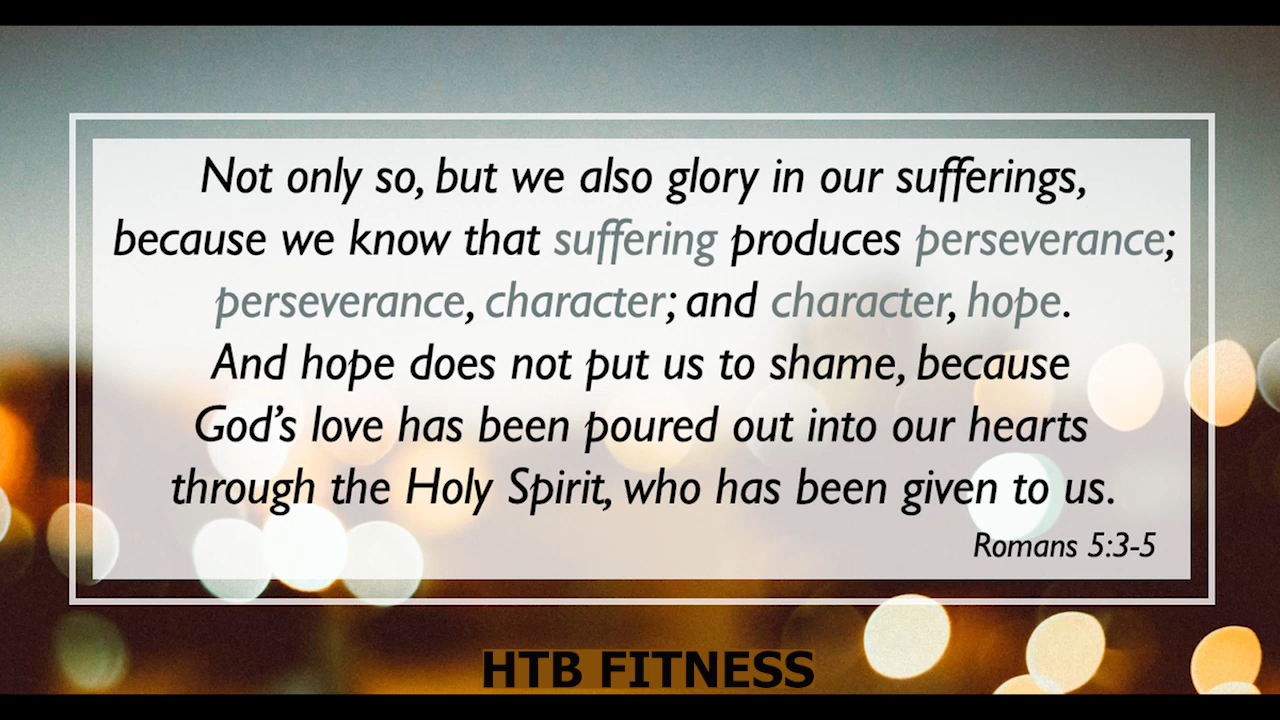 Not only so, but we also glory in our sufferings,
because we know that suffering produces perseverance;
perseverance, character; and character, hope.
And hope does not put us to shame, because
God’s love has been poured out into our hearts
through the Holy Spirit, who has been given to us.
Romans 5:3-5
HTB FITNESS